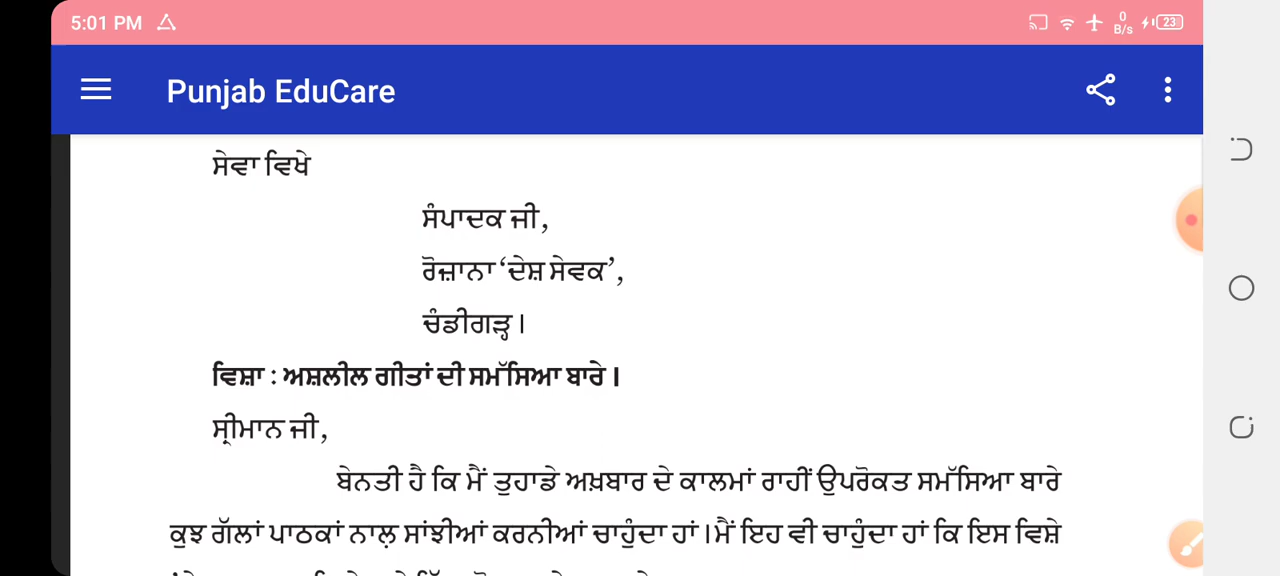 5:01 PM
0
B/s
23
Punjab EduCare
ਸੇਵਾ ਵਿਖੇ
ਸੰਪਾਦਕ ਜੀ,
ਰੋਜ਼ਾਨਾ ‘ਦੇਸ਼ ਸੇਵਕ’,
ਚੰਡੀਗੜ੍ਹ।
ਵਿਸ਼ਾ : ਅਸ਼ਲੀਲ ਗੀਤਾਂ ਦੀ ਸਮੱਸਿਆ ਬਾਰੇ।
ਸ੍ਰੀਮਾਨ ਜੀ,
ਬੇਨਤੀ ਹੈ ਕਿ ਮੈਂ ਤੁਹਾਡੇ ਅਖ਼ਬਾਰ ਦੇ ਕਾਲਮਾਂ ਰਾਹੀਂ ਉਪਰੋਕਤ ਸਮੱਸਿਆ ਬਾਰੇ
ਕੁਝ ਗੱਲਾਂ ਪਾਠਕਾਂ ਨਾਲ਼ ਸਾਂਝੀਆਂ ਕਰਨੀਆਂ ਚਾਹੁੰਦਾ ਹਾਂ।ਮੈਂ ਇਹ ਵੀ ਚਾਹੁੰਦਾ ਹਾਂ ਕਿ ਇਸ ਵਿਸ਼ੇ